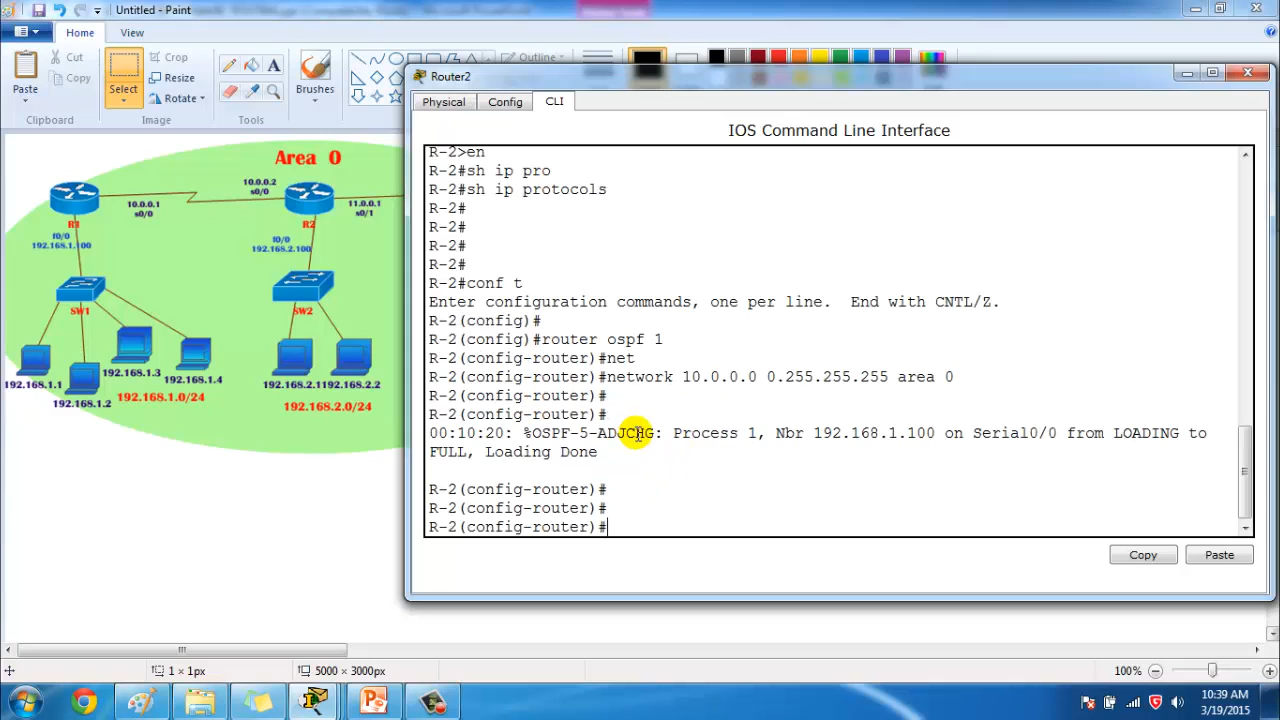 Untitled - Paint
Home
View
Paste
Cut
Copy
Clipboard
Select
Crop
Resize
Rotate
Image
Tools
Brushes
Outline
Router2
Physical
Config
CLI
IOS Command Line Interface
R-2>en
R-2#sh ip pro
R-2#sh ip protocols
R-2#
R-2#
R-2#
R-2#
R-2#conf t
Enter configuration commands, one per line.  End with CNTL/Z.
R-2(config)#
R-2(config)#router ospf 1
R-2(config-router)#net
R-2(config-router)#network 10.0.0.0 0.255.255.255 area 0
R-2(config-router)#
R-2(config-router)#
00:10:20: %OSPF-5-ADJCHG: Process 1, Nbr 192.168.1.100 on Serial0/0 from LOADING to
FULL, Loading Done
R-2(config-router)#
R-2(config-router)#
R-2(config-router)#
Copy
Paste
Area 0
10.0.0.2
s0/0
10.0.0.1
s0/0
11.0.0.1
s0/1
R1
R2
f0/0
192.168.1.100
f0/0
192.168.2.100
SW1
SW2
192.168.1.1
192.168.1.2
192.168.1.3
192.168.1.4
192.168.1.0/24
192.168.2.1
192.168.2.2
192.168.2.0/24
1 × 1px
5000 × 3000px
100%
10:39 AM
3/19/2015